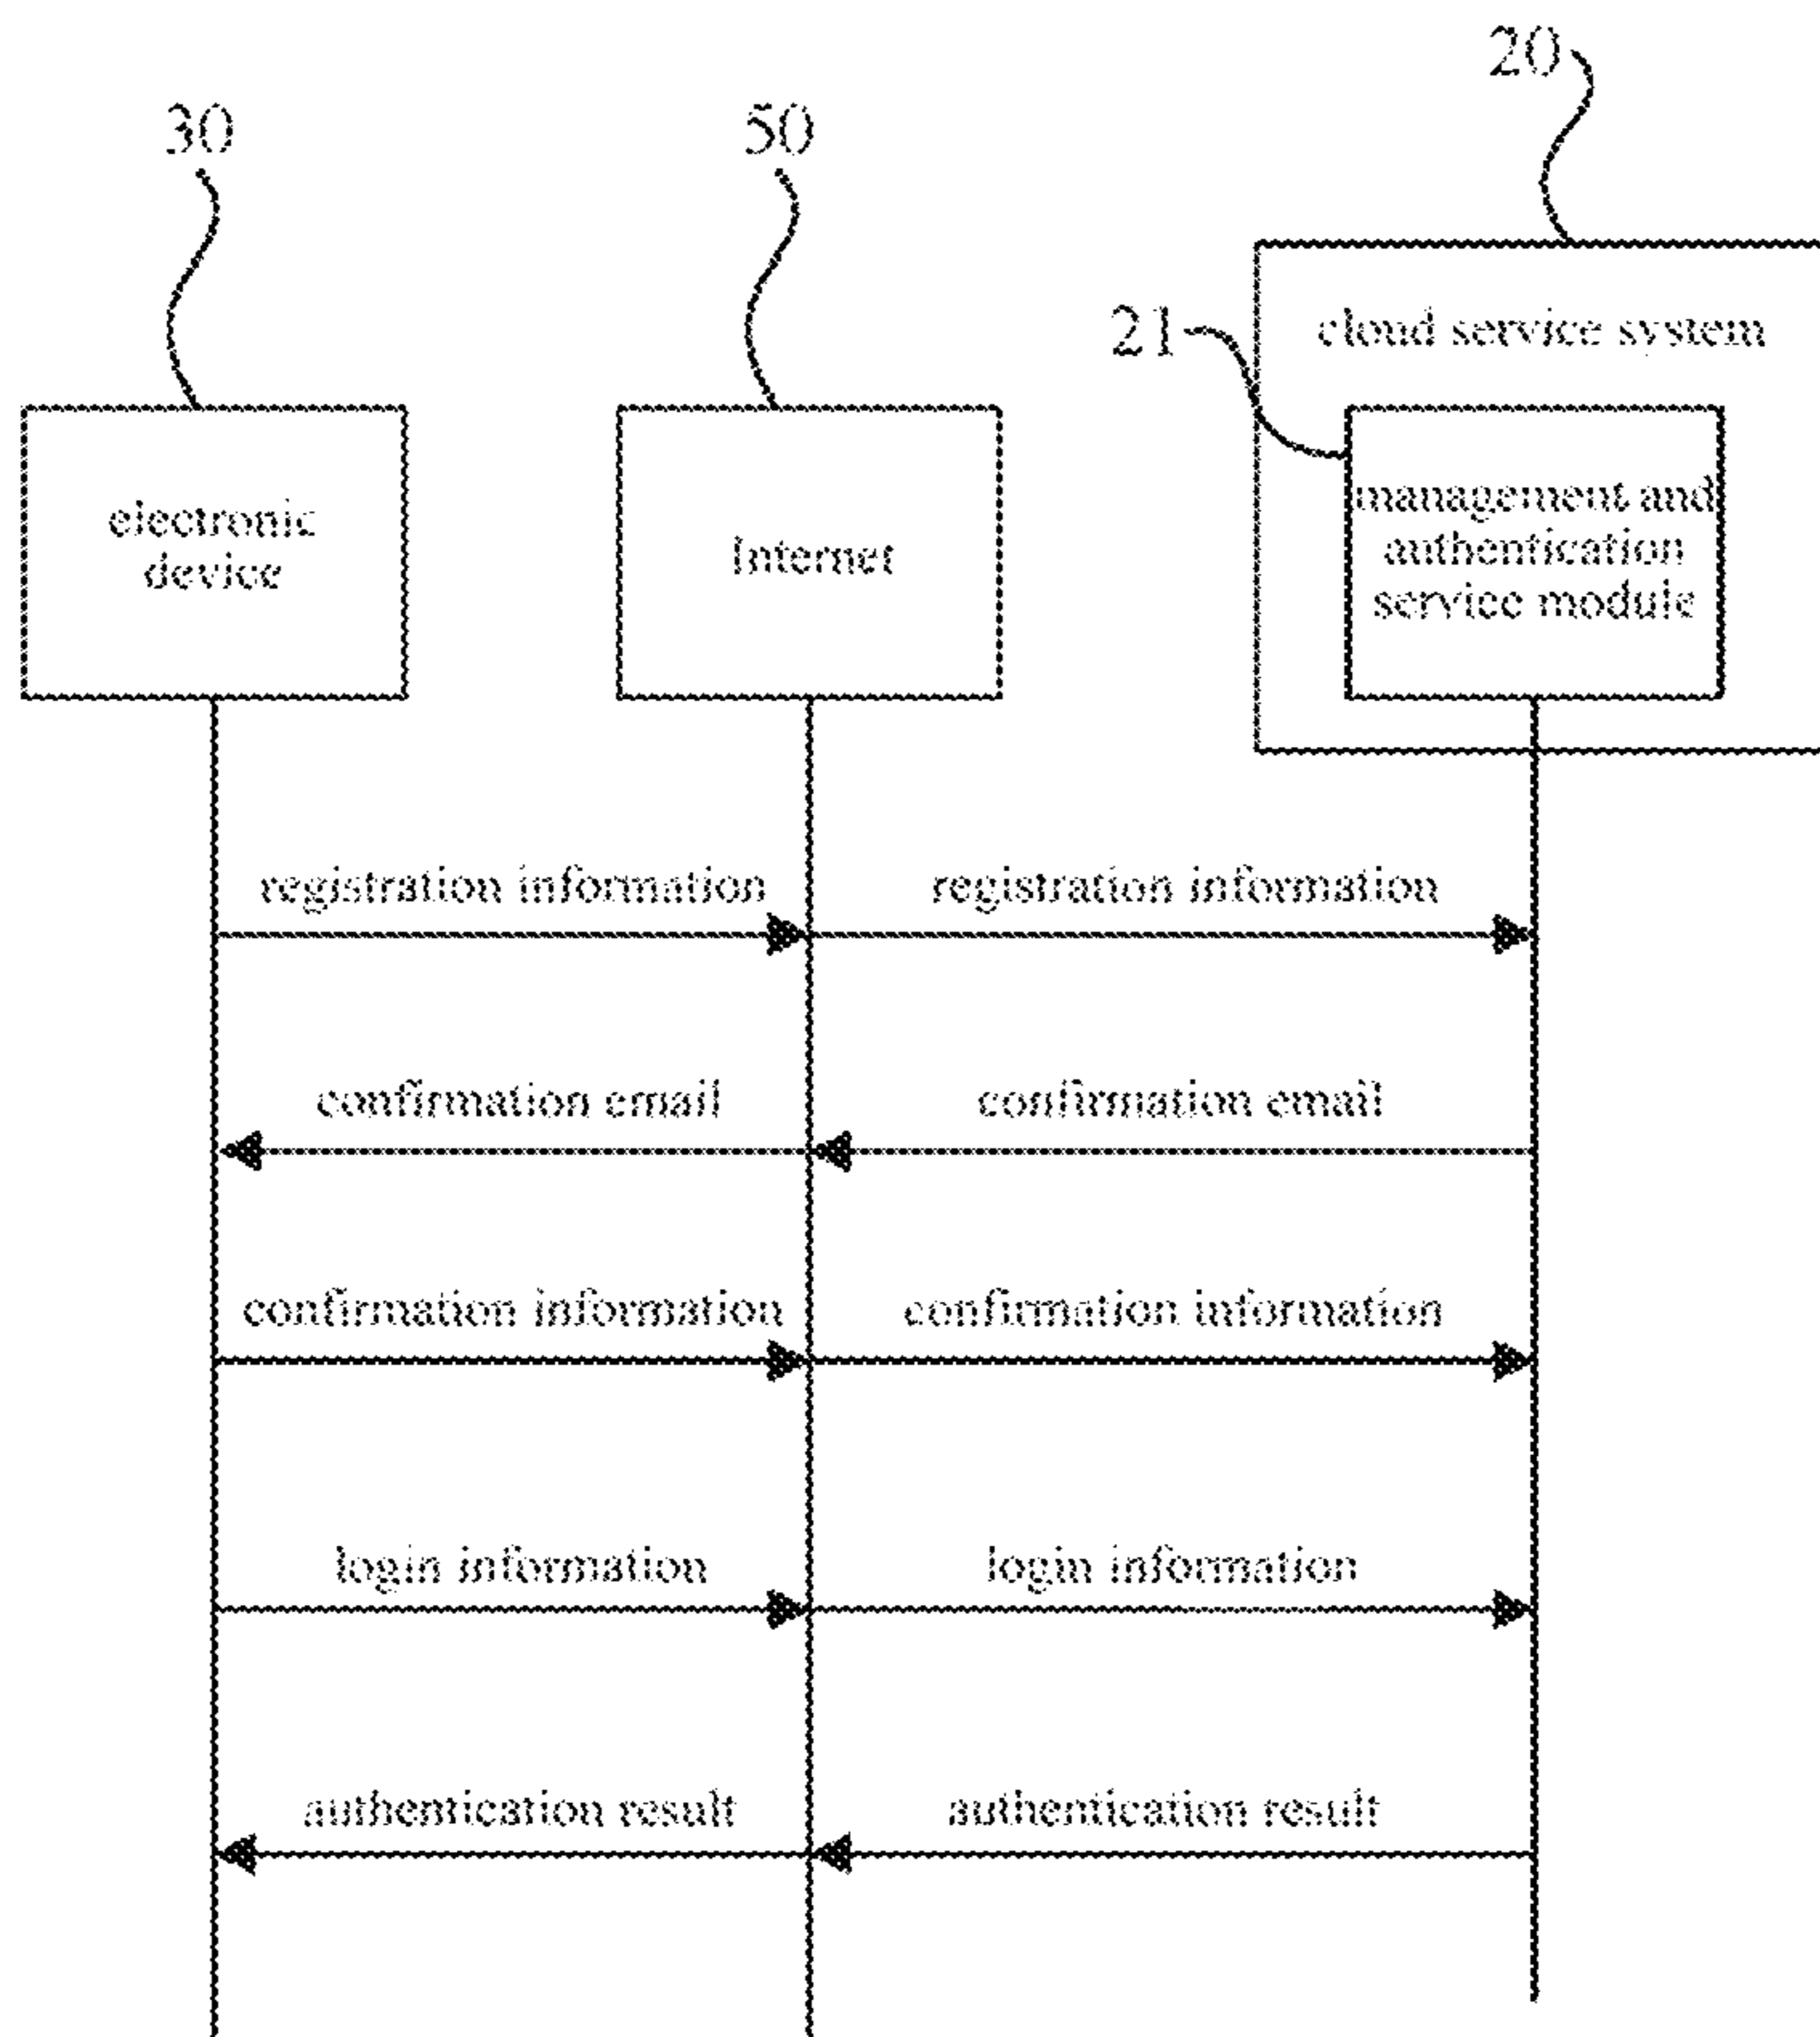 20
30
50
21
cloud service system
electronic
device
Internet
management and
authentication
service module
registration information
registration information
confirmation email
confirmation email
confirmation information
confirmation information
login information
login information
authentication result
authentication result